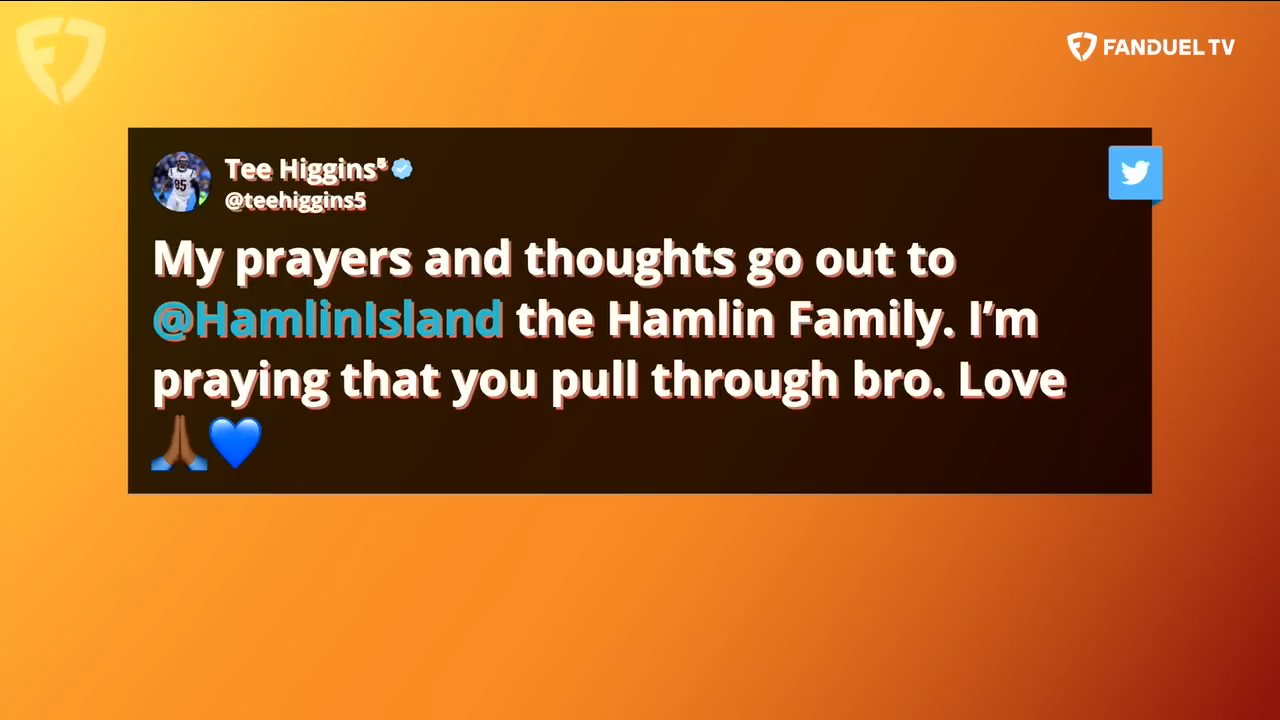 FANDUEL TV
Tee Higgins⁵
@teehiggins5
My prayers and thoughts go out to
@HamlinIsland the Hamlin Family. I’m
praying that you pull through bro. Love
🙏🏾💙